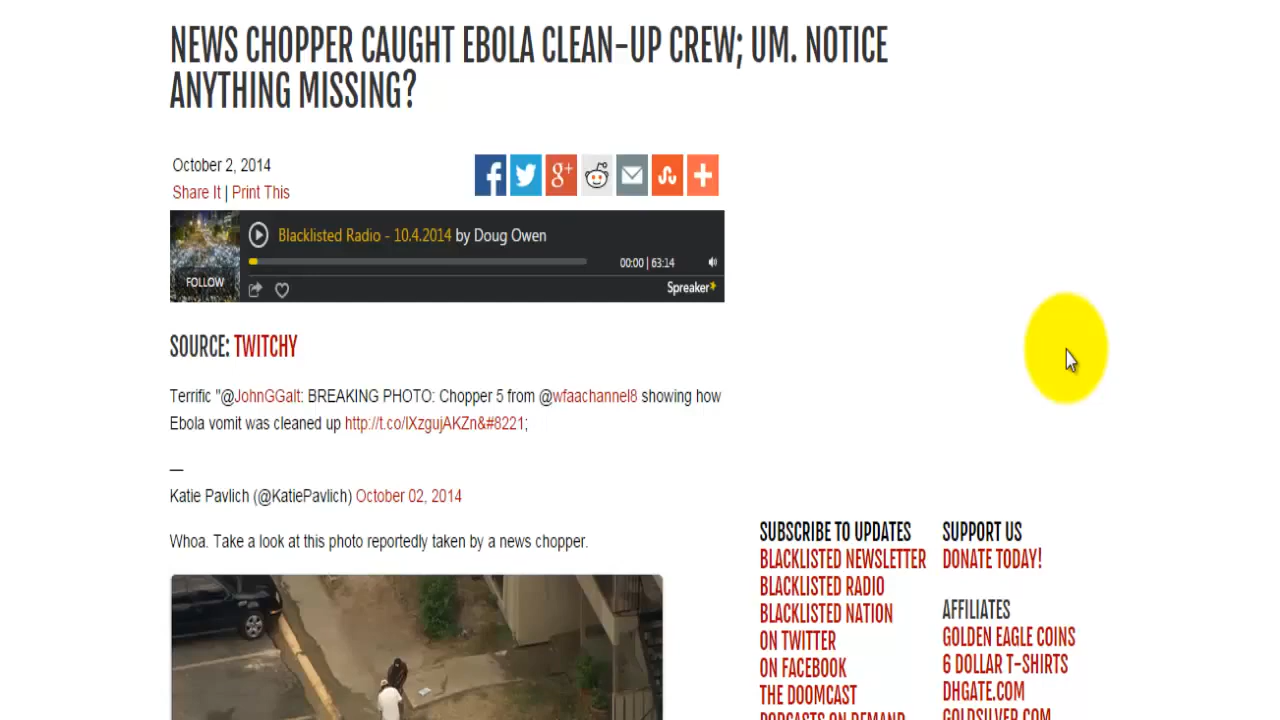 NEWS CHOPPER CAUGHT EBOLA CLEAN-UP CREW; UM. NOTICE
ANYTHING MISSING?
October 2, 2014
Share It | Print This
Blacklisted Radio - 10.4.2014 by Doug Owen
00:00 | 63:14
FOLLOW
Spreaker
SOURCE: TWITCHY
Terrific "@JohnGGalt: BREAKING PHOTO: Chopper 5 from @wfaachannel8 showing how
Ebola vomit was cleaned up http://t.co/lXzgujAKZn&#8221;
—
Katie Pavlich (@KatiePavlich) October 02, 2014
Whoa. Take a look at this photo reportedly taken by a news chopper.
SUBSCRIBE TO UPDATES
BLACKLISTED NEWSLETTER
BLACKLISTED RADIO
BLACKLISTED NATION
ON TWITTER
ON FACEBOOK
THE DOOMCAST
PODCASTS ON DEMAND
SUPPORT US
DONATE TODAY!
AFFILIATES
GOLDEN EAGLE COINS
6 DOLLAR T-SHIRTS
DHGATE.COM
GOLDSILVER.COM